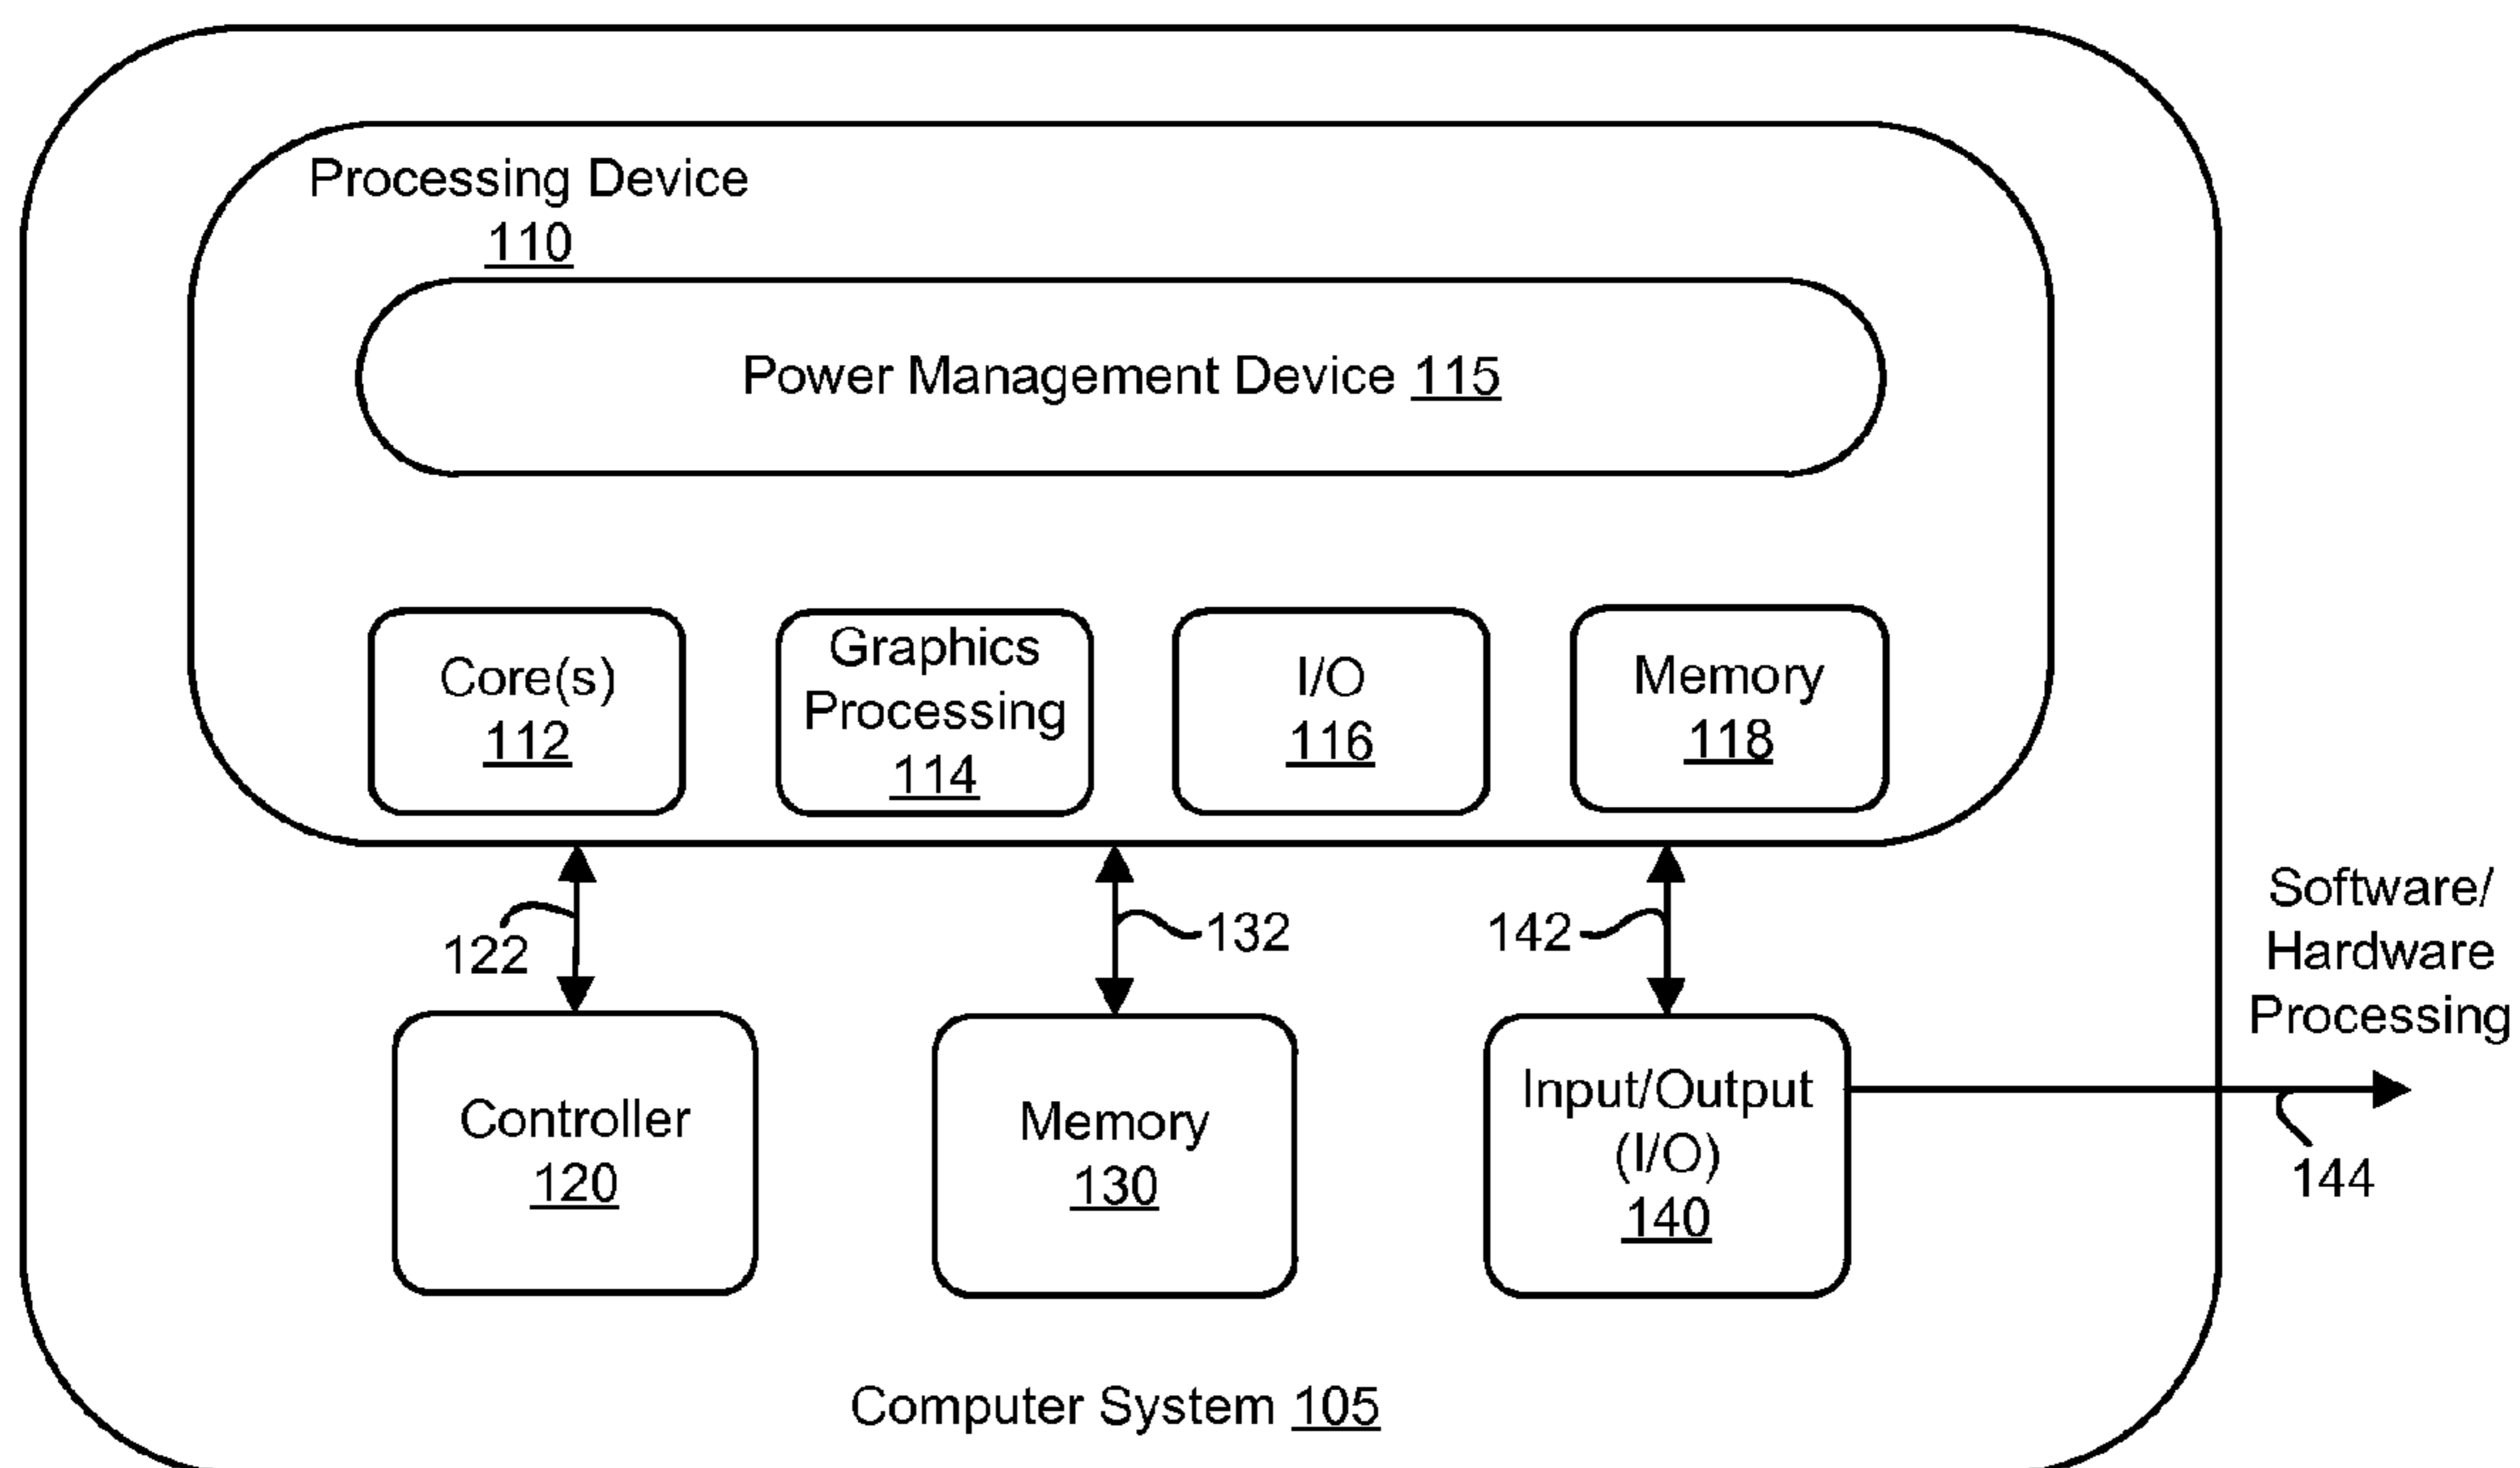 Processing Device
110
Power Management Device 115
Core(s)
112
Graphics
Processing
114
I/O
116
Memory
118
122
132
142
Software/
Hardware
Processing
Controller
120
Memory
130
Input/Output
(I/O)
140
144
Computer System 105